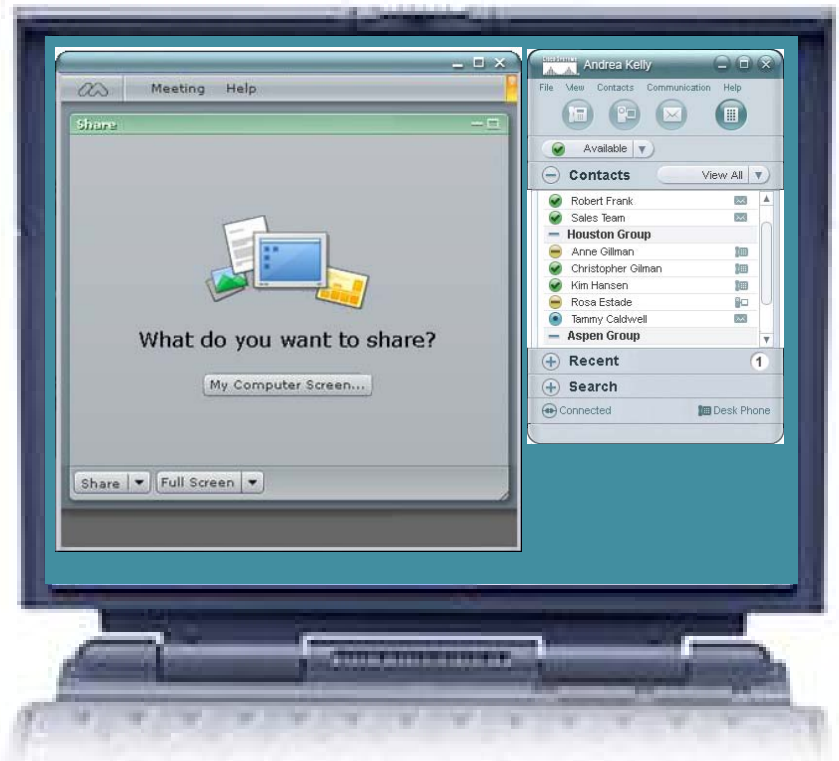 Meeting Help
Share
What do you want to share?
My Computer Screen...
Share
Full Screen
Andrea Kelly
File View Contacts Communication Help
Available
Contacts
View All
Robert Frank
Sales Team
Houston Group
Anne Gillman
Christopher Gilman
Kim Hansen
Rosa Estade
Tammy Caldwell
Aspen Group
Recent 1
Search
Connected
Desk Phone